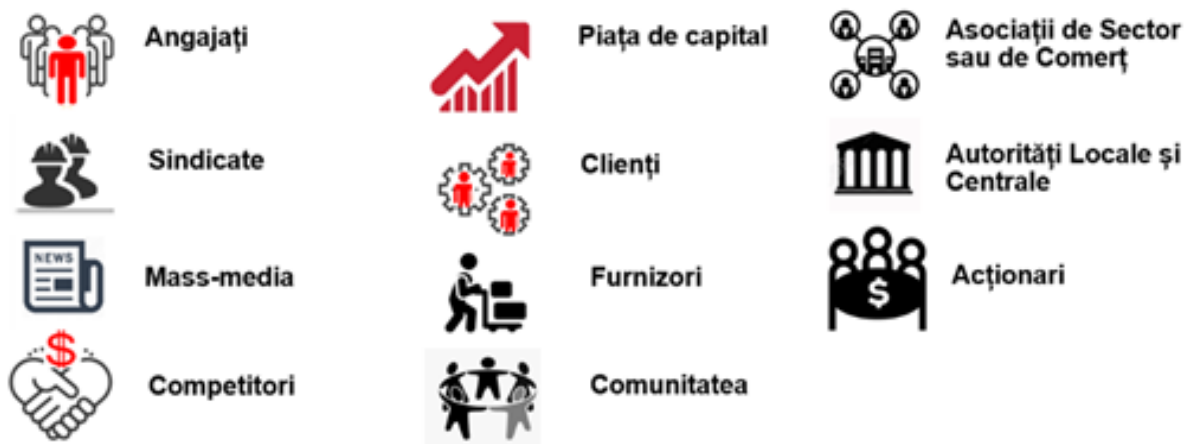 Angajați
Piața de capital
Asociații de Sector
sau de Comerț
Sindicate
Clienți
Autorități Locale și
Centrale
NEWS
Mass-media
Furnizori
$
Acționari
$
Competitori
Comunitatea